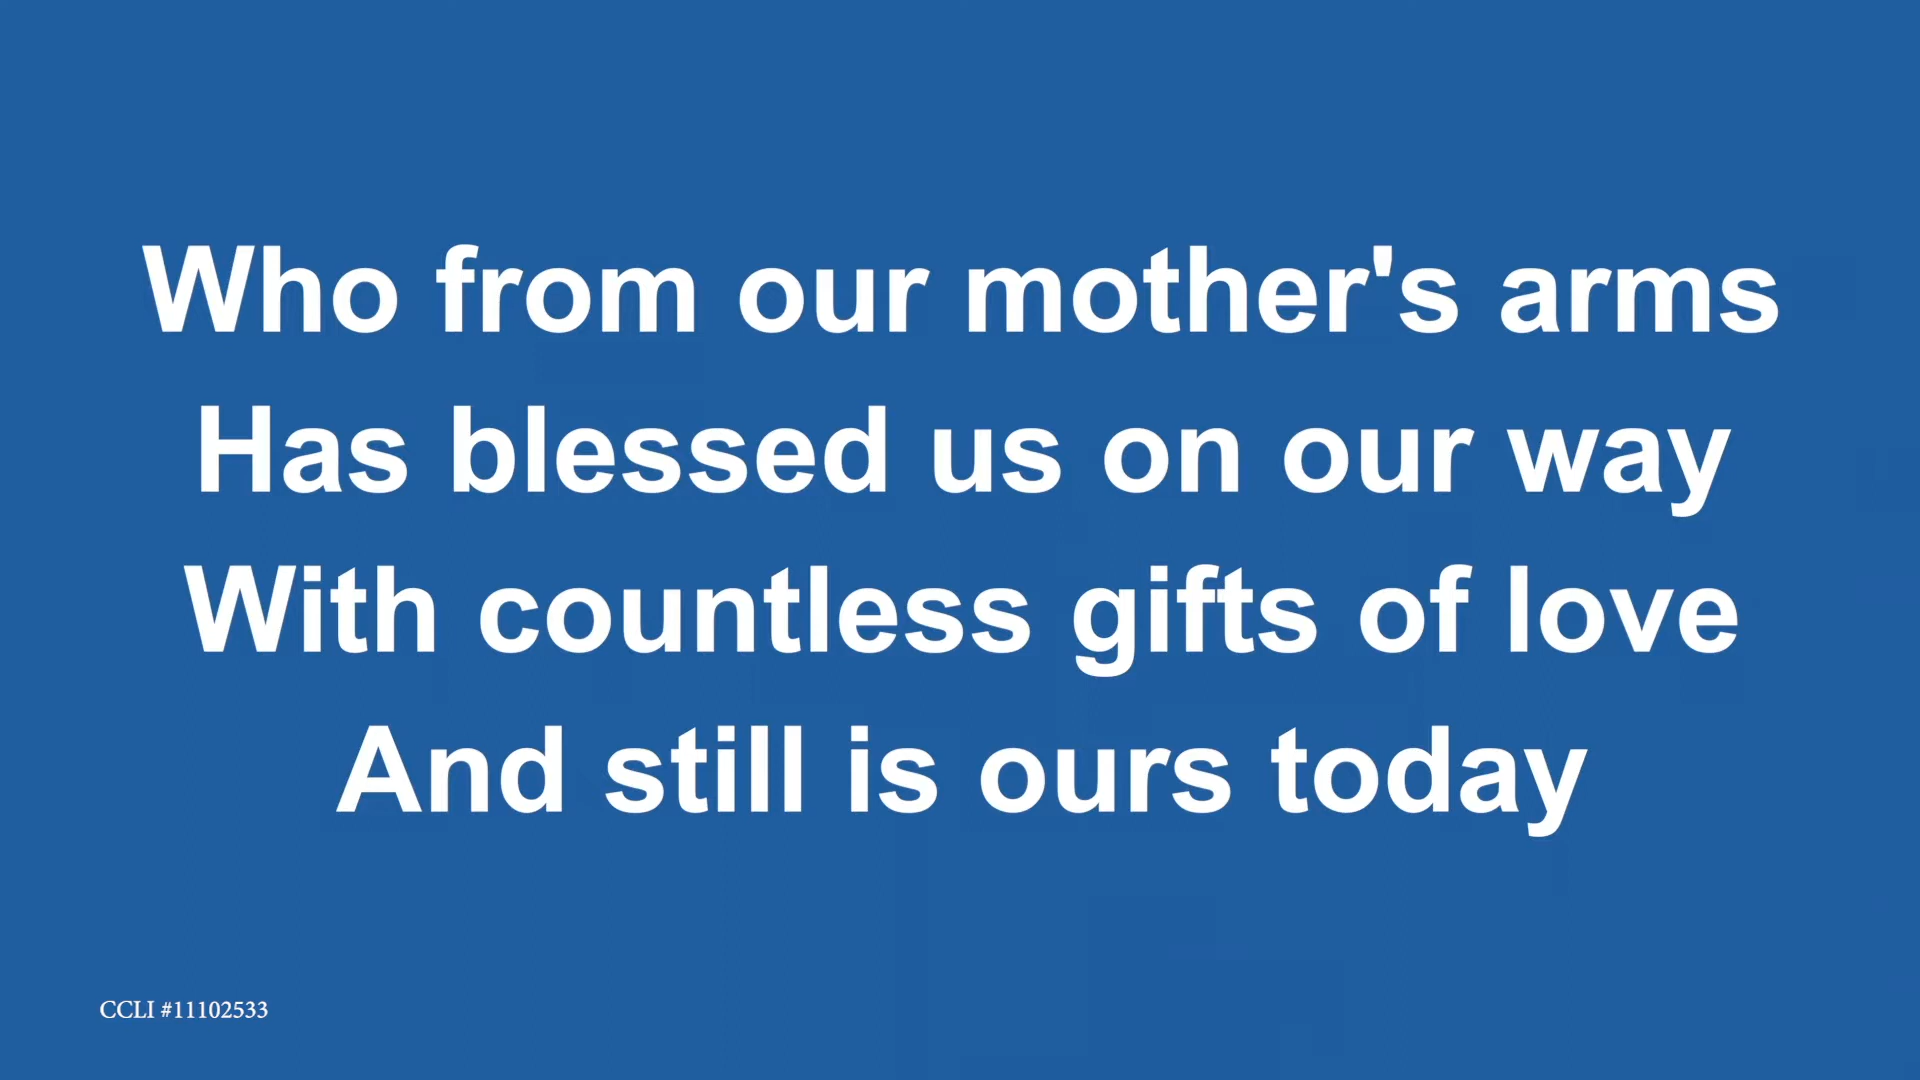 Who from our mother's arms
Has blessed us on our way
With countless gifts of love
And still is ours today
CCLI #11102533